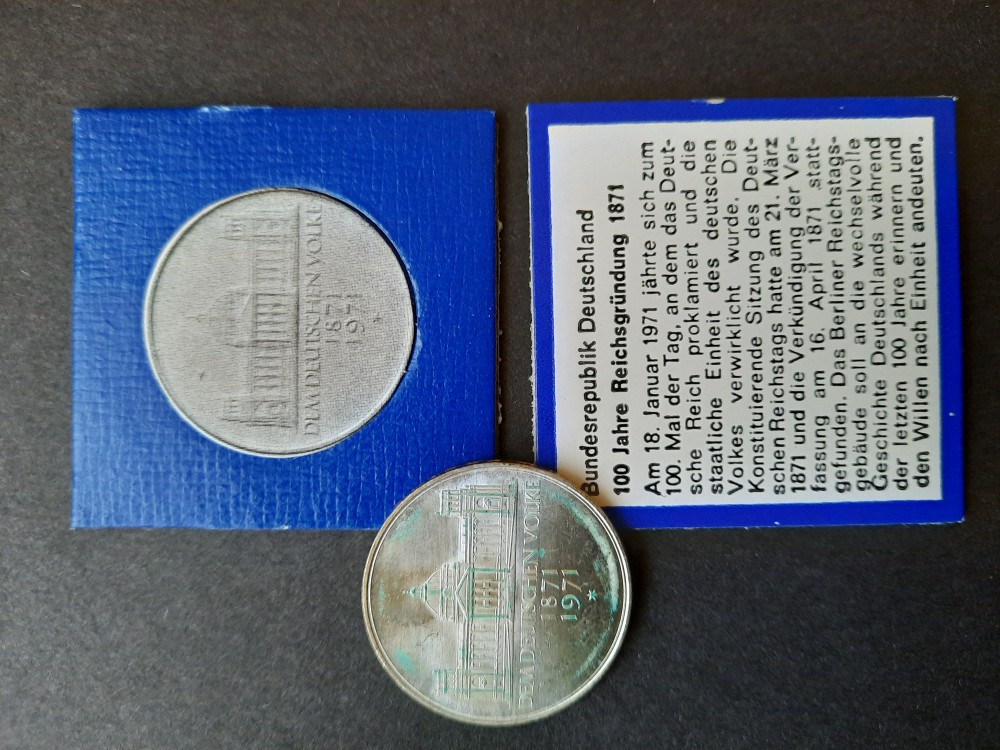 DEM DEUTSCHEN VOLKE
1871
1971
DEM DEUTSCHEN VOLKE
1871
1971
Bundesrepublik Deutschland
100 Jahre Reichsgründung 1871
Am 18. Januar 1971 jährte sich zum
100. Mal der Tag, an dem das Deut-
sche Reich proklamiert und die
staatliche Einheit des deutschen
Volkes verwirklicht wurde. Die
Konstituierende Sitzung des Deut-
schen Reichstags hatte am 21. März
1871 und die Verkündigung der Ver-
fassung am 16. April 1871 statt-
gefunden. Das Berliner Reichstags-
gebäude soll an die wechselvolle
Geschichte Deutschlands während
der letzten 100 Jahre erinnern und
den Willen nach Einheit andeuten.